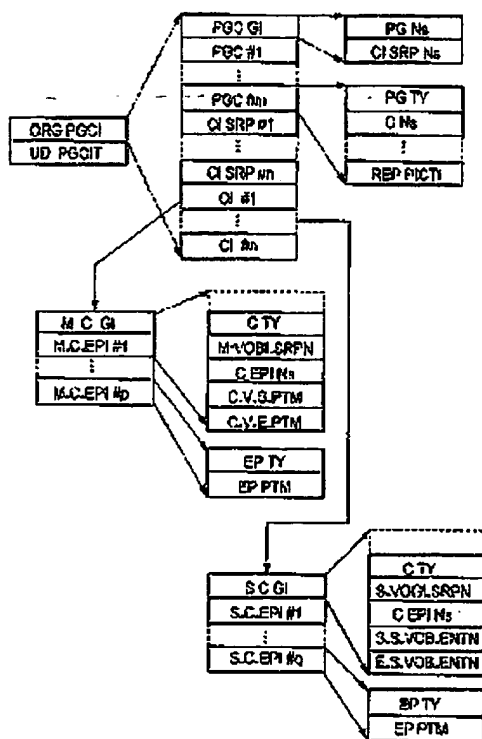 PGC GI
PGC #1
PGC #m
CI SRP #1
CI SRP #n
CI #1
CI #n
PG Ns
CI SRP Ns
PG TY
C Ns
REP PICTI
ORG PGCI
UD PGCIT
M C GI
M.C.EPI #1
M.C.EPI #p
C TY
M-VOBI.SRPN
C EPI Ns
C.V.S.PTM
C.V.E.PTM
EP TY
EP PTM
S C GI
S.C.EPI #1
S.C.EPI #q
C TY
S.VOGI.SRPN
C EPI Ns
S.S.VOB.ENTN
E.S.VOB.ENTN
EP TY
EP PTM